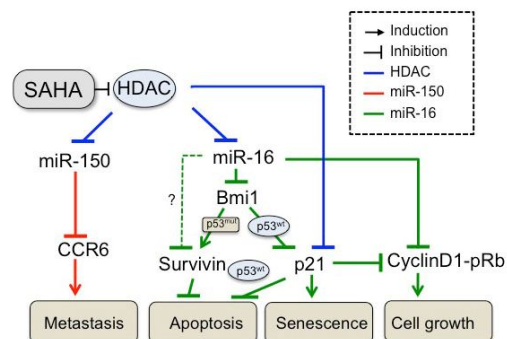 Induction
Inhibition
HDAC
miR-150
miR-16
SAHA
HDAC
miR-150
miR-16
?
Bmi1
p53mut
p53wt
CCR6
Survivin
p53wt
p21
CyclinD1-pRb
Metastasis
Apoptosis
Senescence
Cell growth